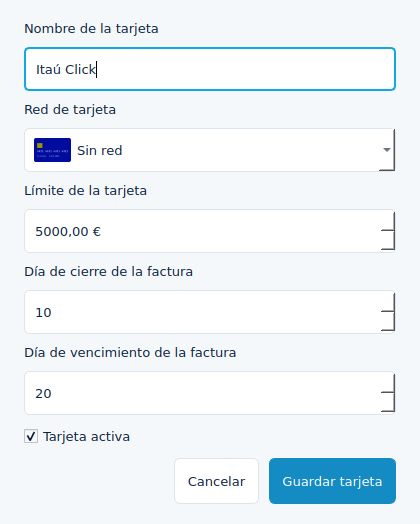 Nombre de la tarjeta
Itaú Click
Red de tarjeta
Sin red
Límite de la tarjeta
5000,00 €
Día de cierre de la factura
10
Día de vencimiento de la factura
20
Tarjeta activa
Cancelar
Guardar tarjeta